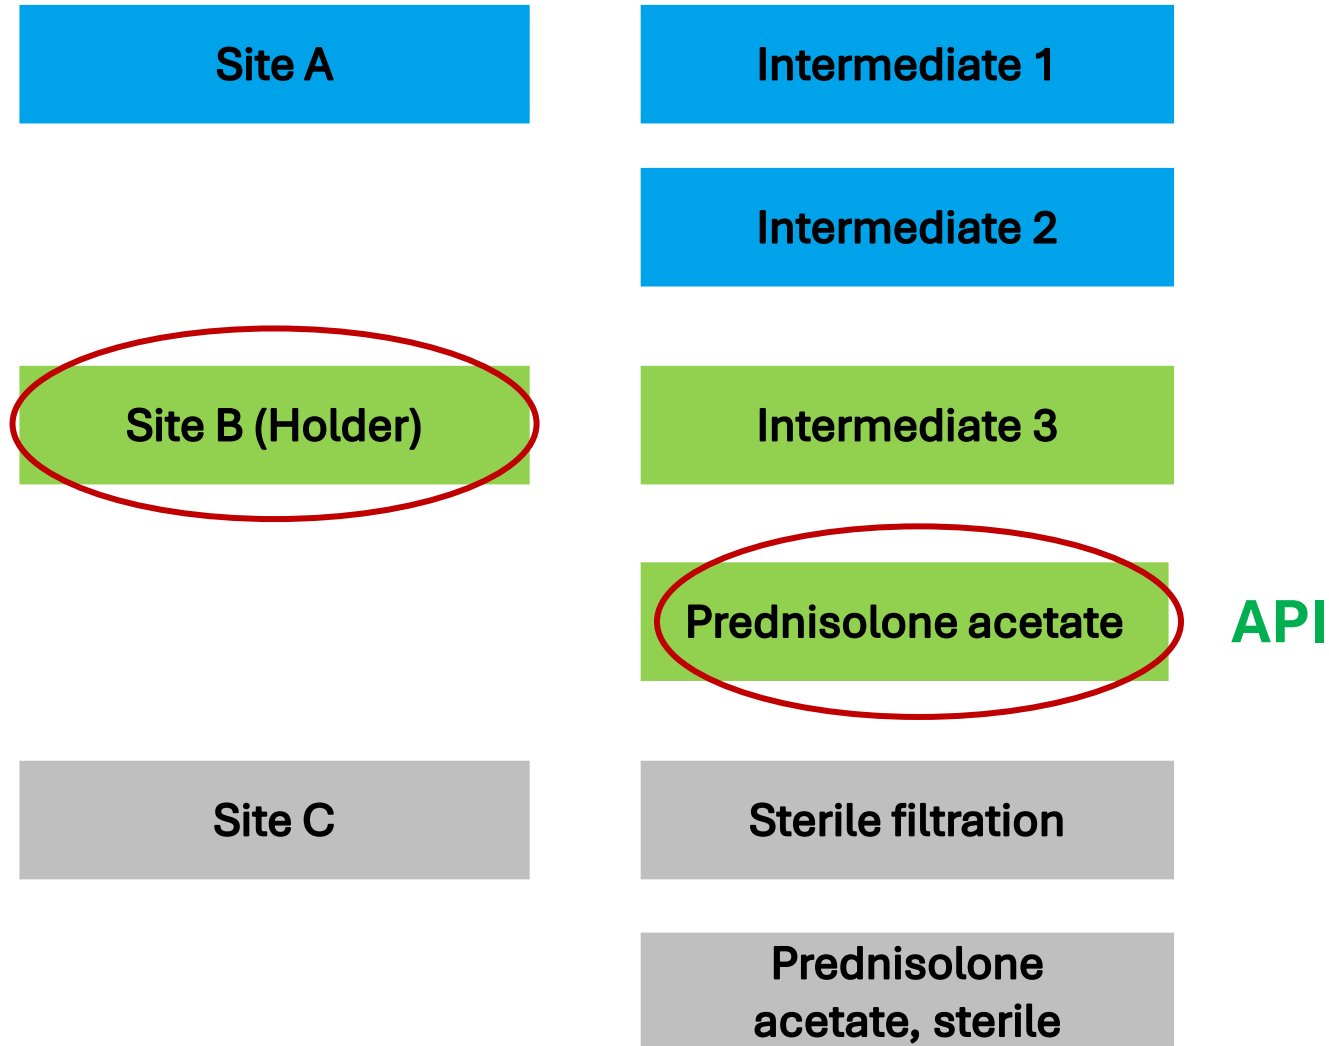 Site A
Intermediate 1
Intermediate 2
Site B (Holder)
Intermediate 3
Prednisolone acetate
API
Site C
Sterile filtration
Prednisolone
acetate, sterile